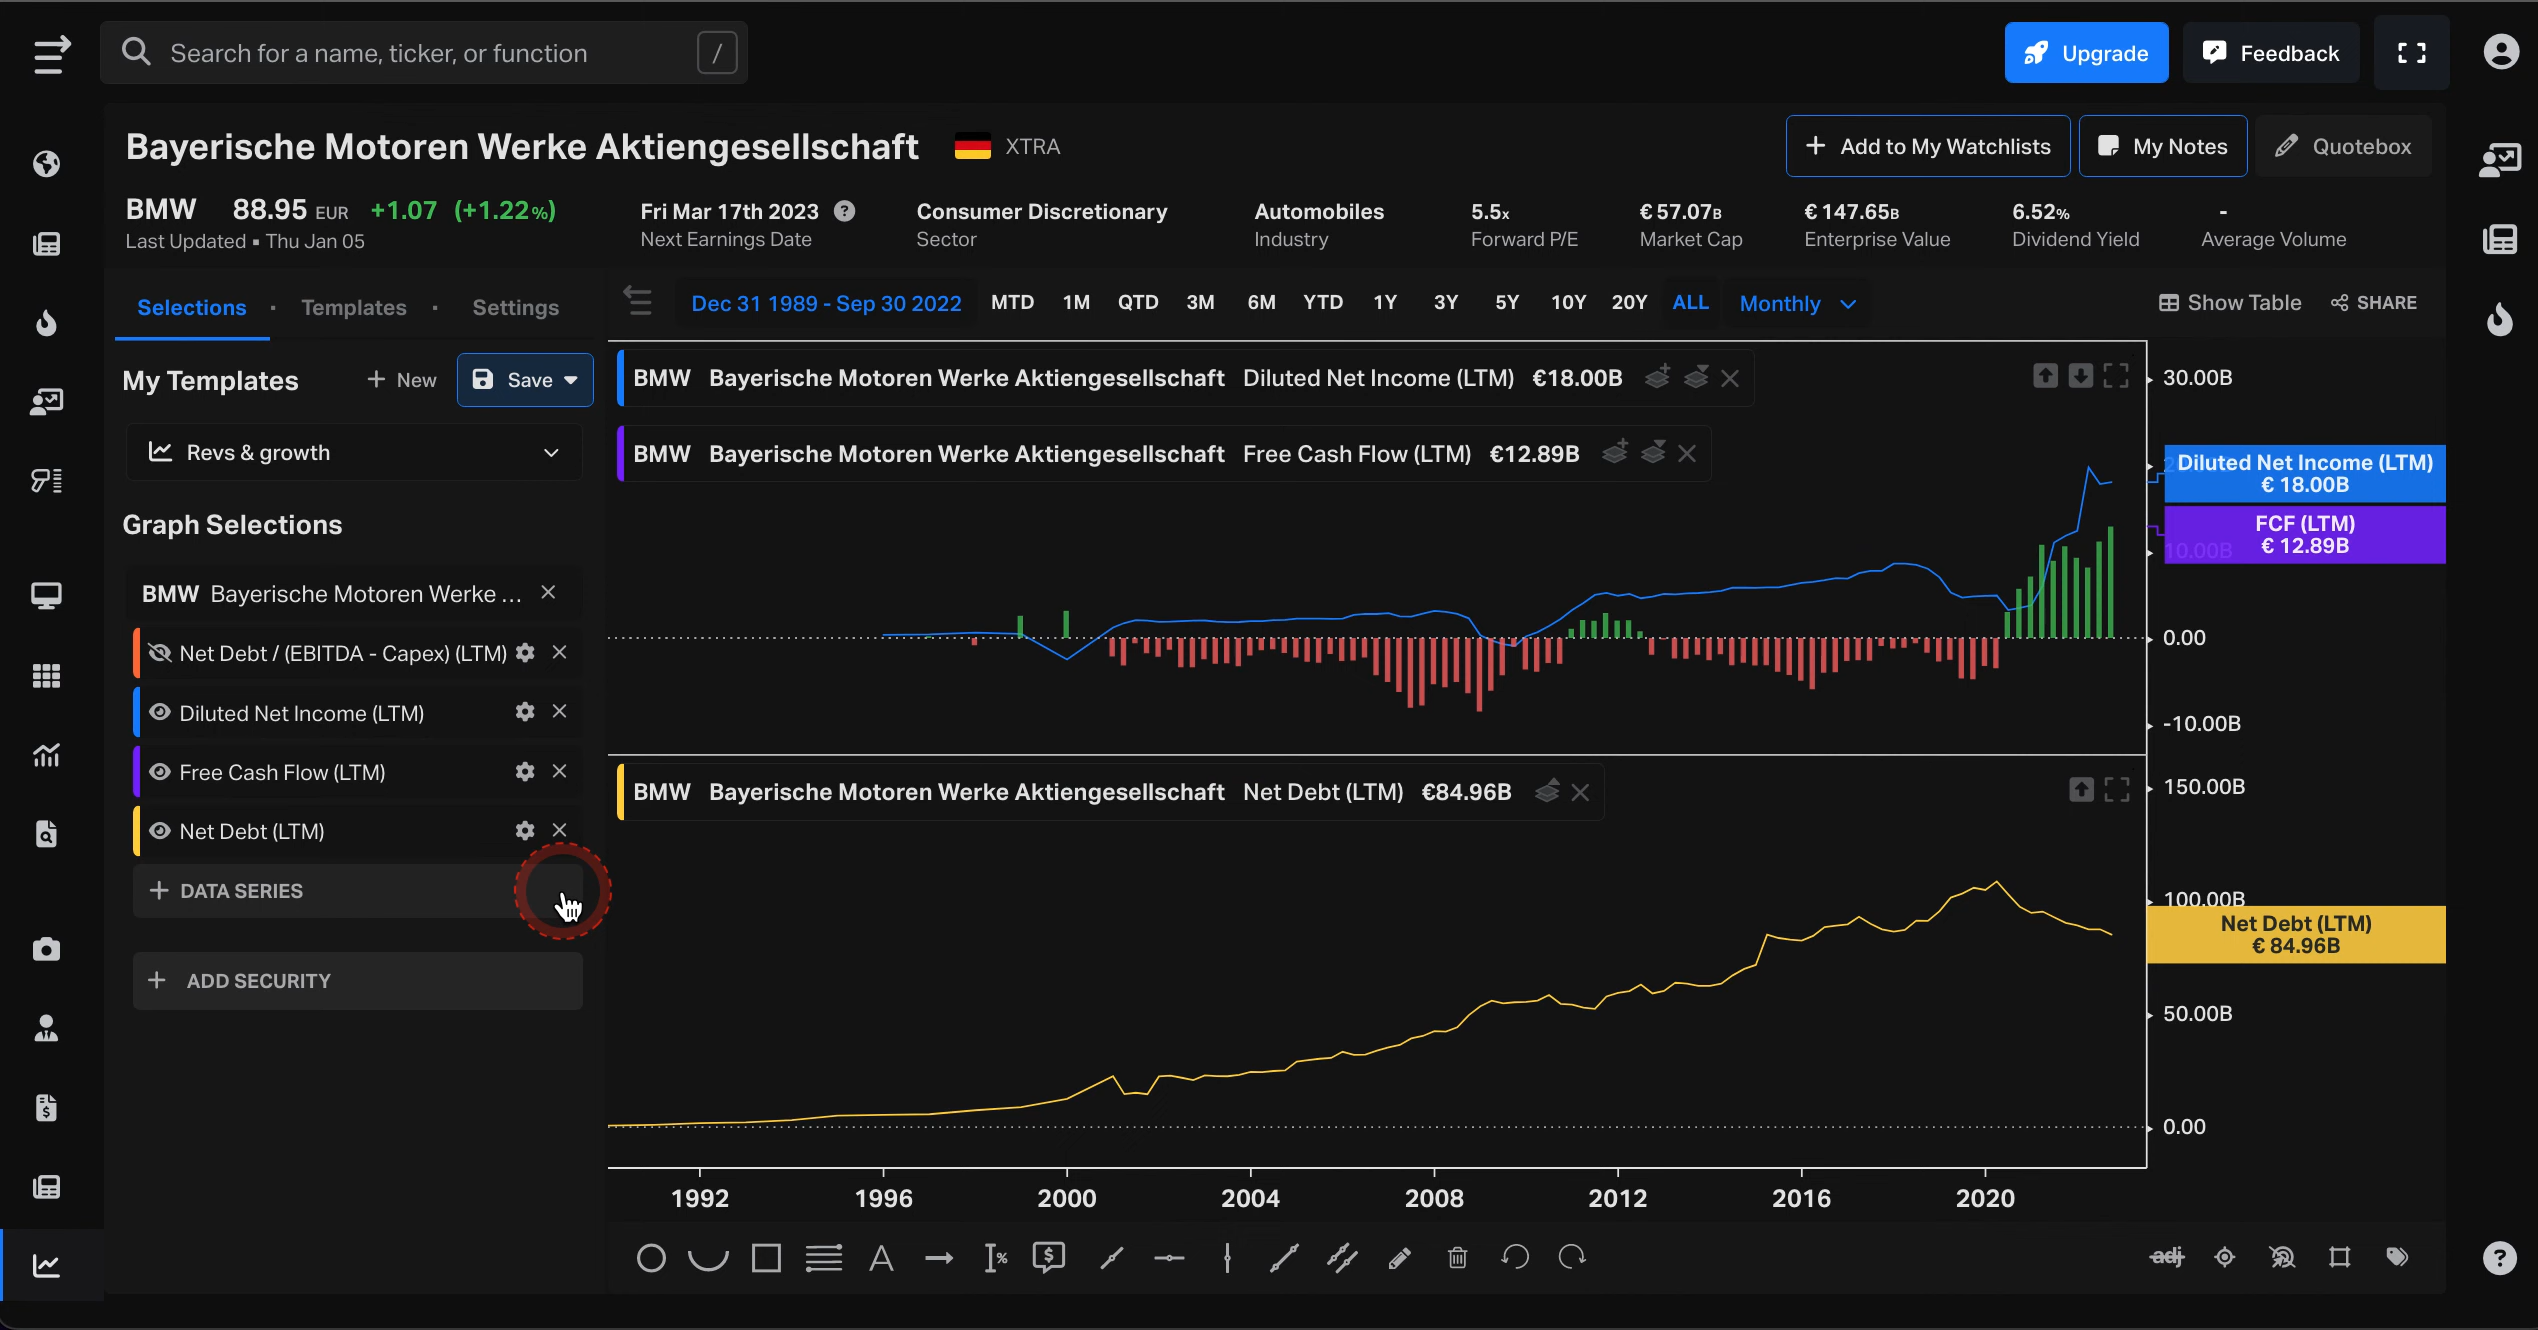 Search for a name, ticker, or function /
Upgrade
Feedback
Bayerische Motoren Werke Aktiengesellschaft XTRA
+ Add to My Watchlists
My Notes
Quotebox
BMW 88.95 EUR +1.07 (+1.22%)
Last Updated ▪ Thu Jan 05
Fri Mar 17th 2023 ?
Next Earnings Date
Consumer Discretionary
Sector
Automobiles
Industry
5.5x
Forward P/E
€57.07B
Market Cap
€147.65B
Enterprise Value
6.52%
Dividend Yield
-
Average Volume
Selections · Templates · Settings
Dec 31 1989 - Sep 30 2022 MTD 1M QTD 3M 6M YTD 1Y 3Y 5Y 10Y 20Y ALL Monthly
Show Table SHARE
My Templates + New Save
Revs & growth
Graph Selections
BMW Bayerische Motoren Werke ...
Net Debt / (EBITDA - Capex) (LTM)
Diluted Net Income (LTM)
Free Cash Flow (LTM)
Net Debt (LTM)
+ DATA SERIES
+ ADD SECURITY
BMW Bayerische Motoren Werke Aktiengesellschaft Diluted Net Income (LTM) €18.00B
BMW Bayerische Motoren Werke Aktiengesellschaft Free Cash Flow (LTM) €12.89B
30.00B
Diluted Net Income (LTM)
€ 18.00B
FCF (LTM)
10.00B
€ 12.89B
0.00
-10.00B
BMW Bayerische Motoren Werke Aktiengesellschaft Net Debt (LTM) €84.96B
150.00B
100.00B
Net Debt (LTM)
€ 84.96B
50.00B
0.00
1992 1996 2000 2004 2008 2012 2016 2020
A
%
$
adj
?